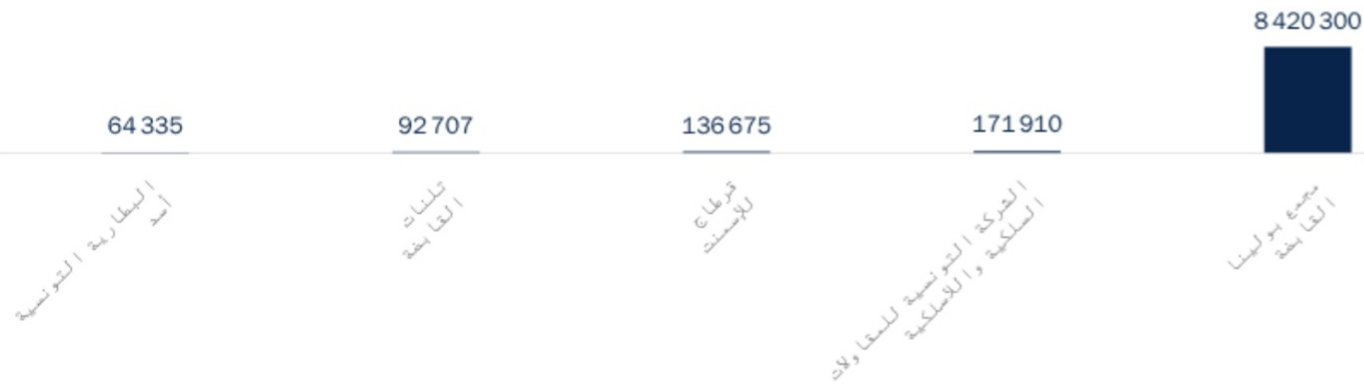 8 420 300
64 335
92 707
136 675
171 910
البطارية التونسية
أسد
تلنات
القابضة
قرطاج
للإسمنت
الشركة التونسية للمقاولات
السلكية واللاسلكية
مجمع بولينا
القابضة